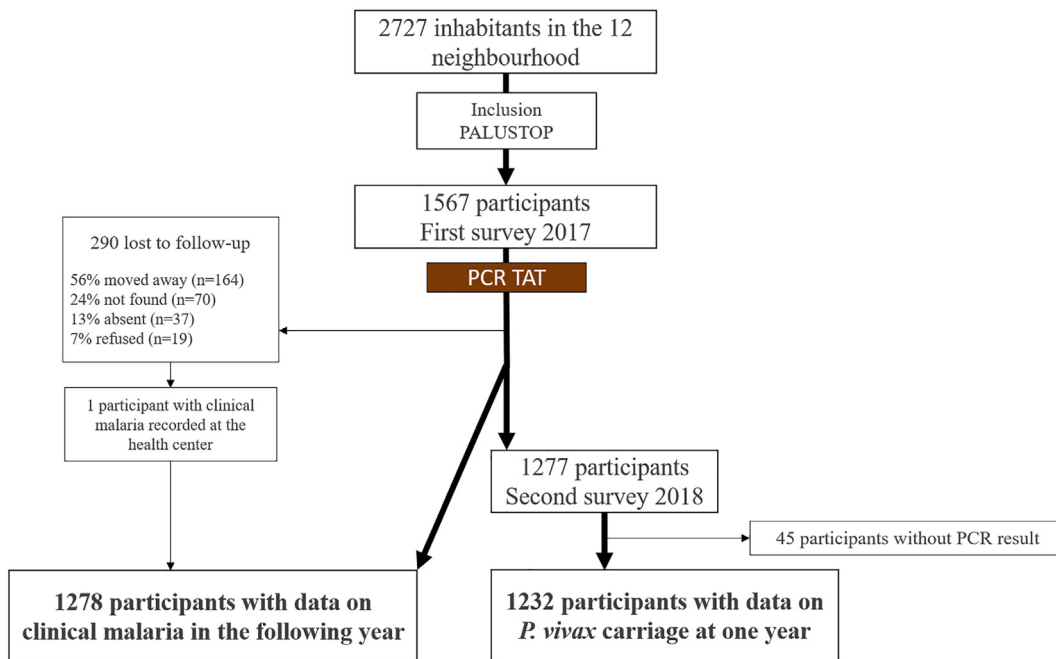 2727 inhabitants in the 12
neighbourhood
Inclusion
PALUSTOP
1567 participants
First survey 2017
PCR TAT
290 lost to follow-up
56% moved away (n=164)
24% not found (n=70)
13% absent (n=37)
7% refused (n=19)
1 participant with clinical
malaria recorded at the
health center
1277 participants
Second survey 2018
45 participants without PCR result
1278 participants with data on
clinical malaria in the following year
1232 participants with data on
P. vivax carriage at one year